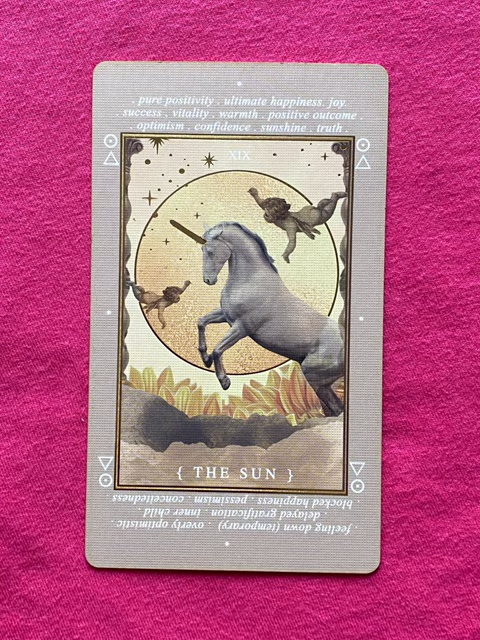 . pure positivity . ultimate happiness. joy.
. success . vitality . warmth . positive outcome .
. optimism . confidence . sunshine . truth .
XIX
{ THE SUN }
. feeling down (temporary) . overly optimistic .
. delayed gratification . inner child .
blocked happiness . pessimism . conceitedness